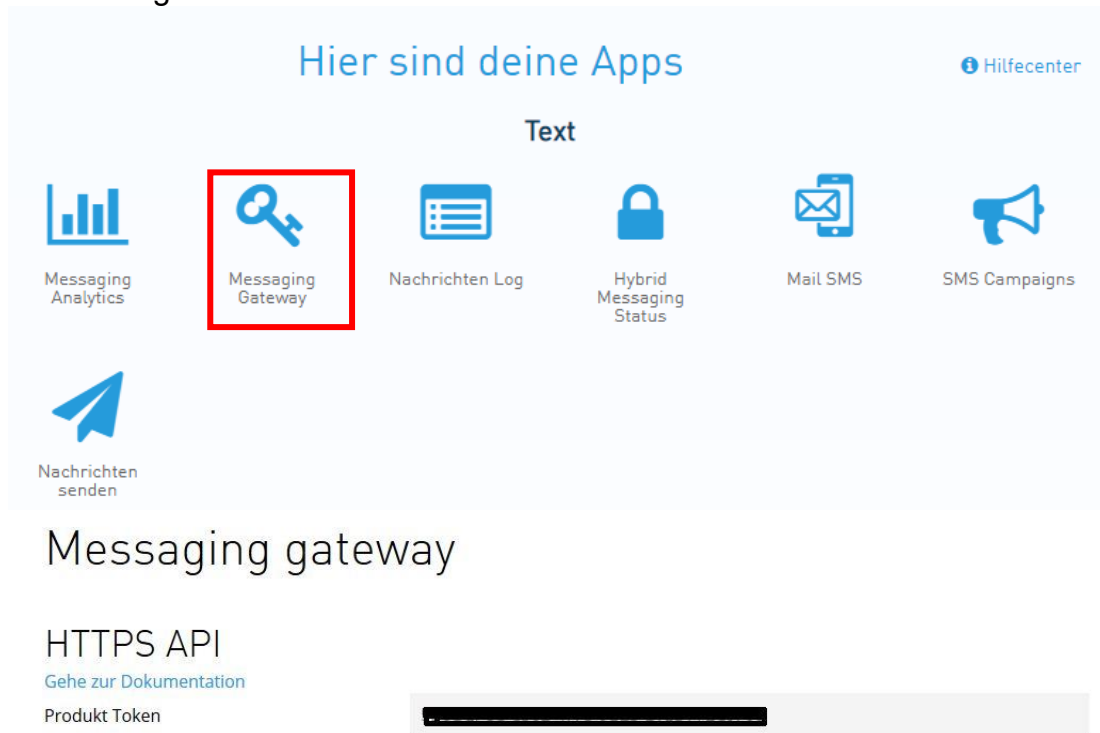 Hier sind deine Apps
Hilfecenter
Text
Messaging
Analytics
Messaging
Gateway
Nachrichten Log
Hybrid
Messaging
Status
Mail SMS
SMS Campaigns
Nachrichten
senden
Messaging gateway
HTTPS API
Gehe zur Dokumentation
Produkt Token